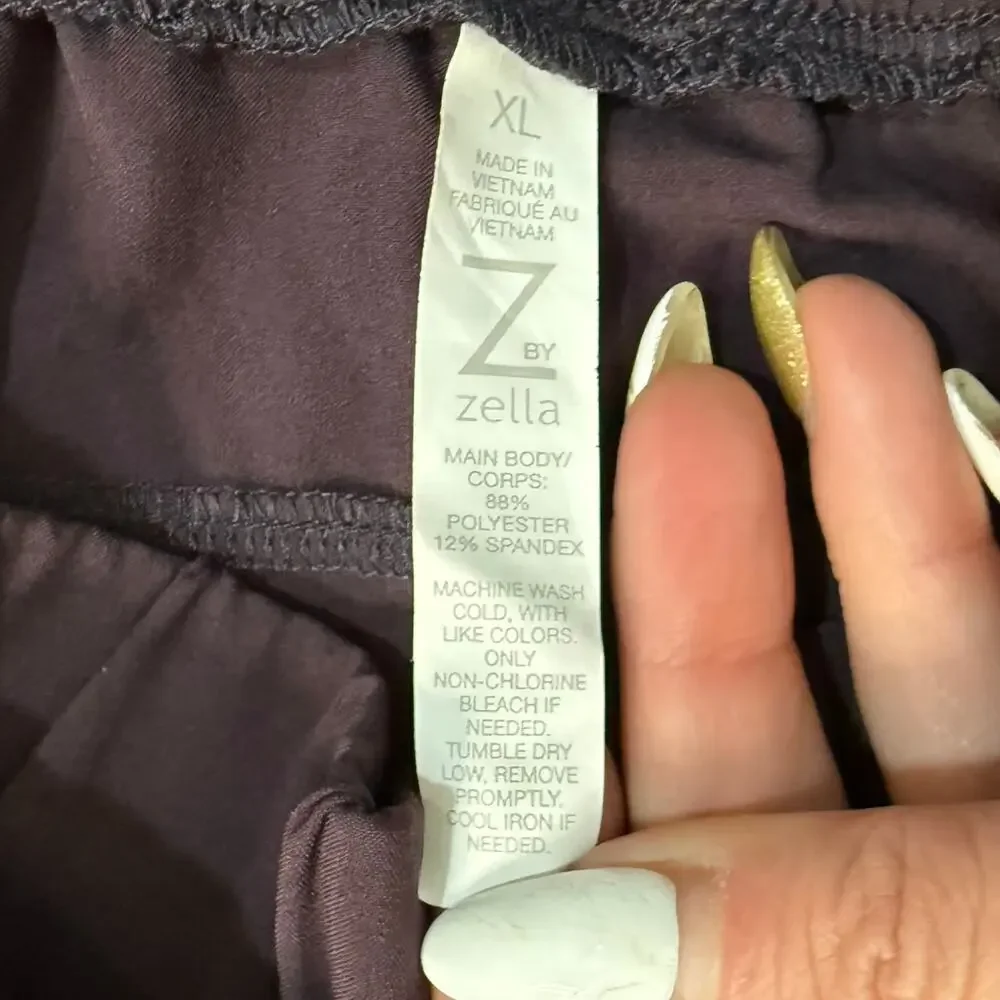 XL
MADE IN
VIETNAM
FABRIQUÉ AU
VIETNAM
Z BY
zella
MAIN BODY/
CORPS:
88%
POLYESTER
12% SPANDEX
MACHINE WASH
COLD, WITH
LIKE COLORS.
ONLY
NON-CHLORINE
BLEACH IF
NEEDED.
TUMBLE DRY
LOW, REMOVE
PROMPTLY.
COOL IRON IF
NEEDED.